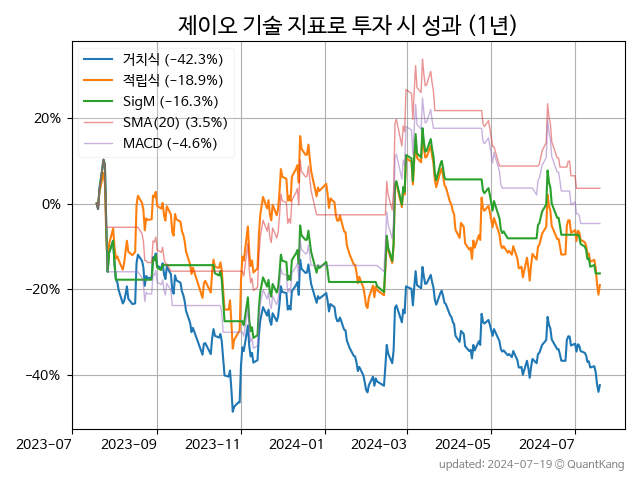 제이오 기술 지표로 투자 시 성과 (1년)
거치식 (−42.3%)
적립식 (−18.9%)
SigM (−16.3%)
SMA(20) (3.5%)
MACD (−4.6%)
20%
0%
−20%
−40%
2023-07 2023-09 2023-11 2024-01 2024-03 2024-05 2024-07
updated: 2024-07-19 © QuantKang